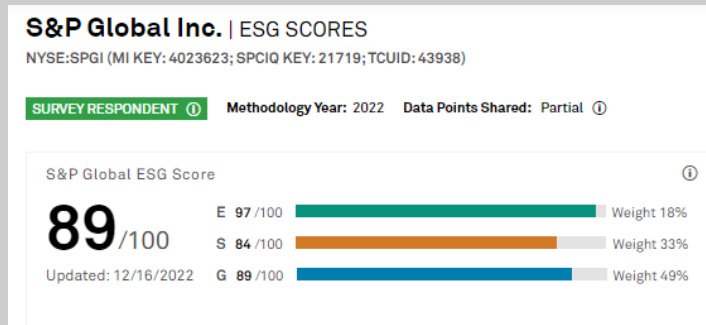 S&P Global Inc. | ESG SCORES
NYSE:SPGI (MI KEY: 4023623; SPCIQ KEY: 21719; TCUID: 43938)
SURVEY RESPONDENT ⓘ Methodology Year: 2022 Data Points Shared: Partial ⓘ
S&P Global ESG Score ⓘ
89/100
Updated: 12/16/2022
E 97/100 Weight 18%
S 84/100 Weight 33%
G 89/100 Weight 49%